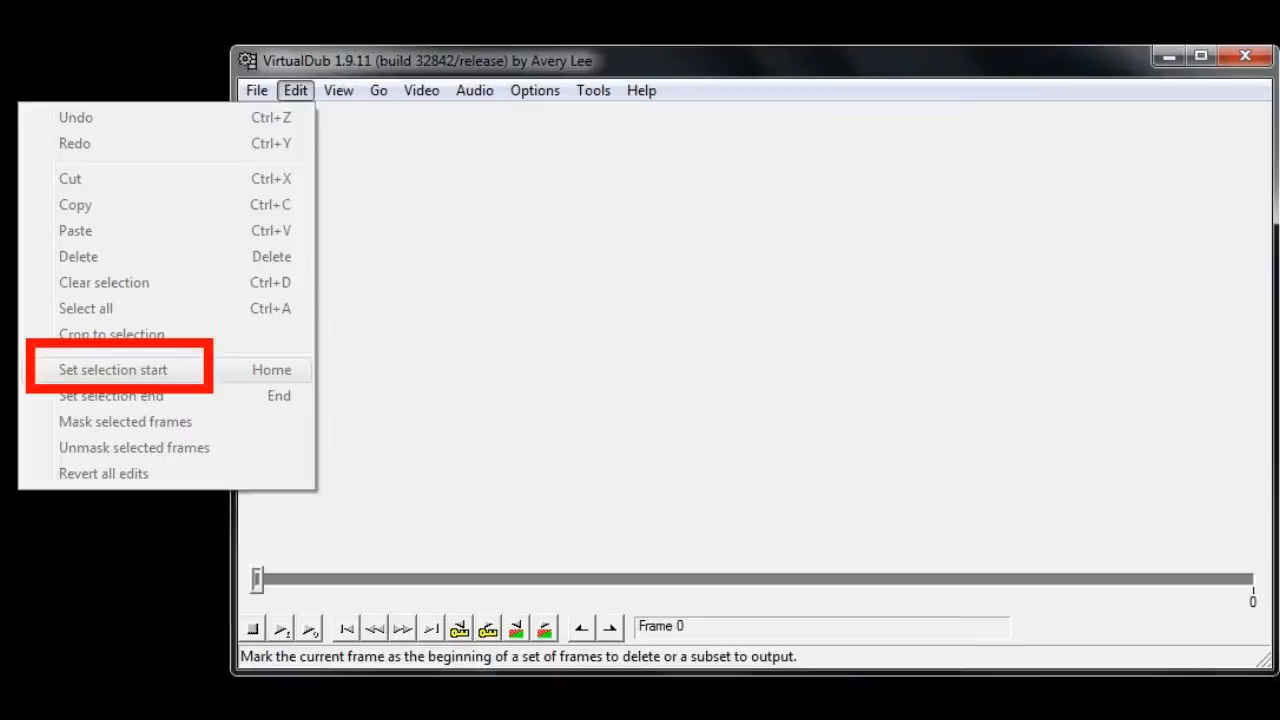 VirtualDub 1.9.11 (build 32842/release) by Avery Lee
File Edit View Go Video Audio Options Tools Help
Undo Ctrl+Z
Redo Ctrl+Y
Cut Ctrl+X
Copy Ctrl+C
Paste Ctrl+V
Delete Delete
Clear selection Ctrl+D
Select all Ctrl+A
Crop to selection
Set selection start Home
Set selection end End
Mask selected frames
Unmask selected frames
Revert all edits
0
Frame 0
Mark the current frame as the beginning of a set of frames to delete or a subset to output.